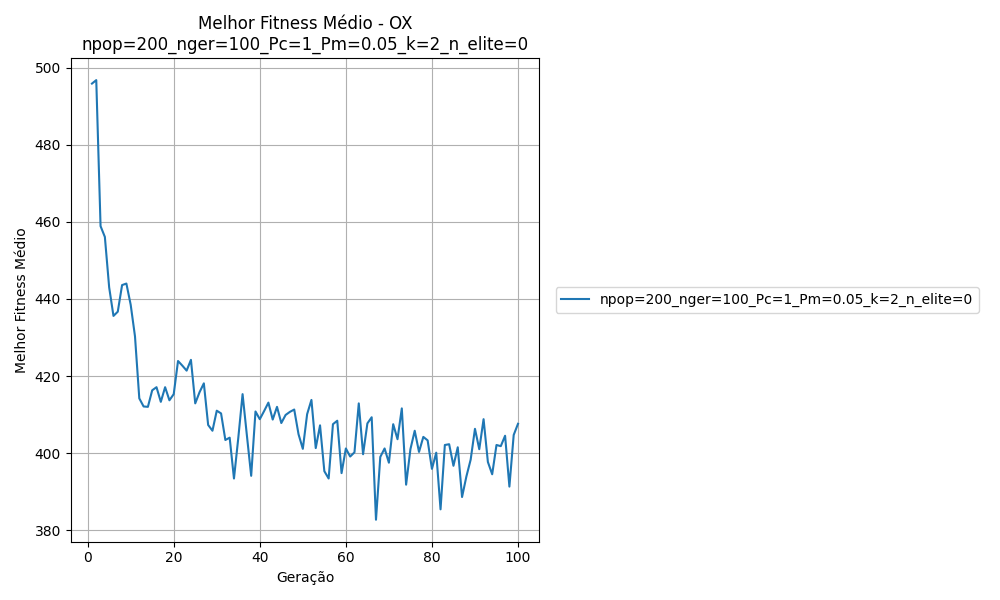 Melhor Fitness Médio - OX
npop=200_nger=100_Pc=1_Pm=0.05_k=2_n_elite=0
500
480
460
440
420
400
380
Melhor Fitness Médio
0
20
40
60
80
100
Geração
npop=200_nger=100_Pc=1_Pm=0.05_k=2_n_elite=0